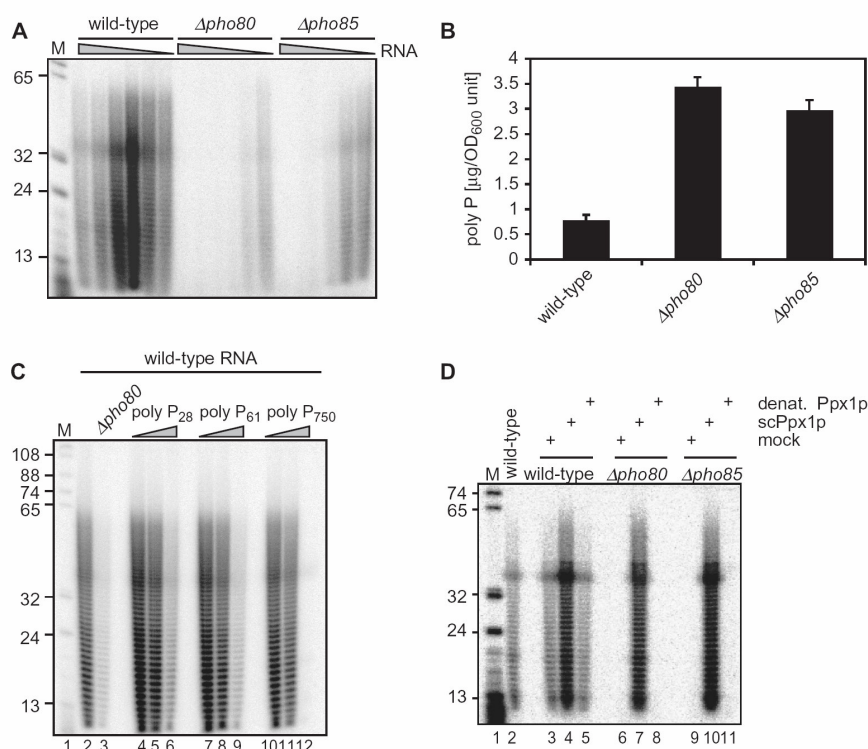 A
wild-type Δpho80 Δpho85
M RNA
65
32
24
13
B
poly P [µg/OD600 unit]
4
3.5
3
2.5
2
1.5
1
0.5
0
wild-type Δpho80 Δpho85
C
wild-type RNA
Δpho80
M poly P28 poly P61 poly P750
108
88
74
65
32
24
13
1 2 3 4 5 6 7 8 9 10 11 12
D
+ + + denat. Ppx1p
+ + + scPpx1p
+ + + mock
wild-type
M wild-type Δpho80 Δpho85
74
65
32
24
13
1 2 3 4 5 6 7 8 9 10 11